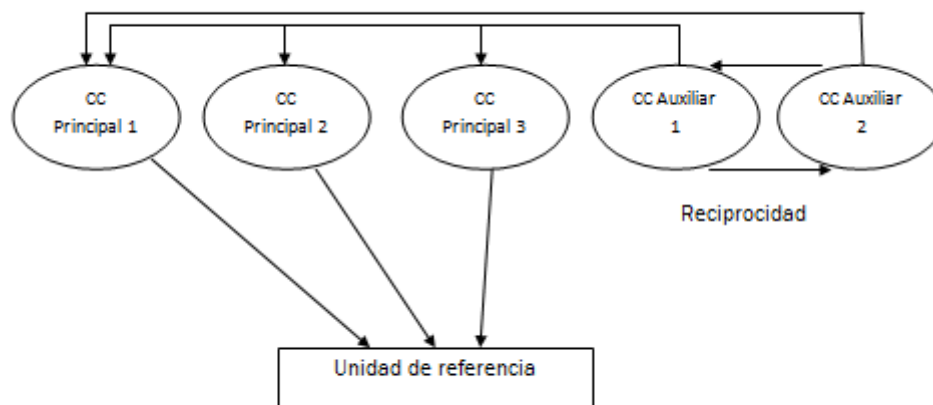 CC
Principal 1
CC
Principal 2
CC
Principal 3
CC Auxiliar
1
CC Auxiliar
2
Reciprocidad
Unidad de referencia